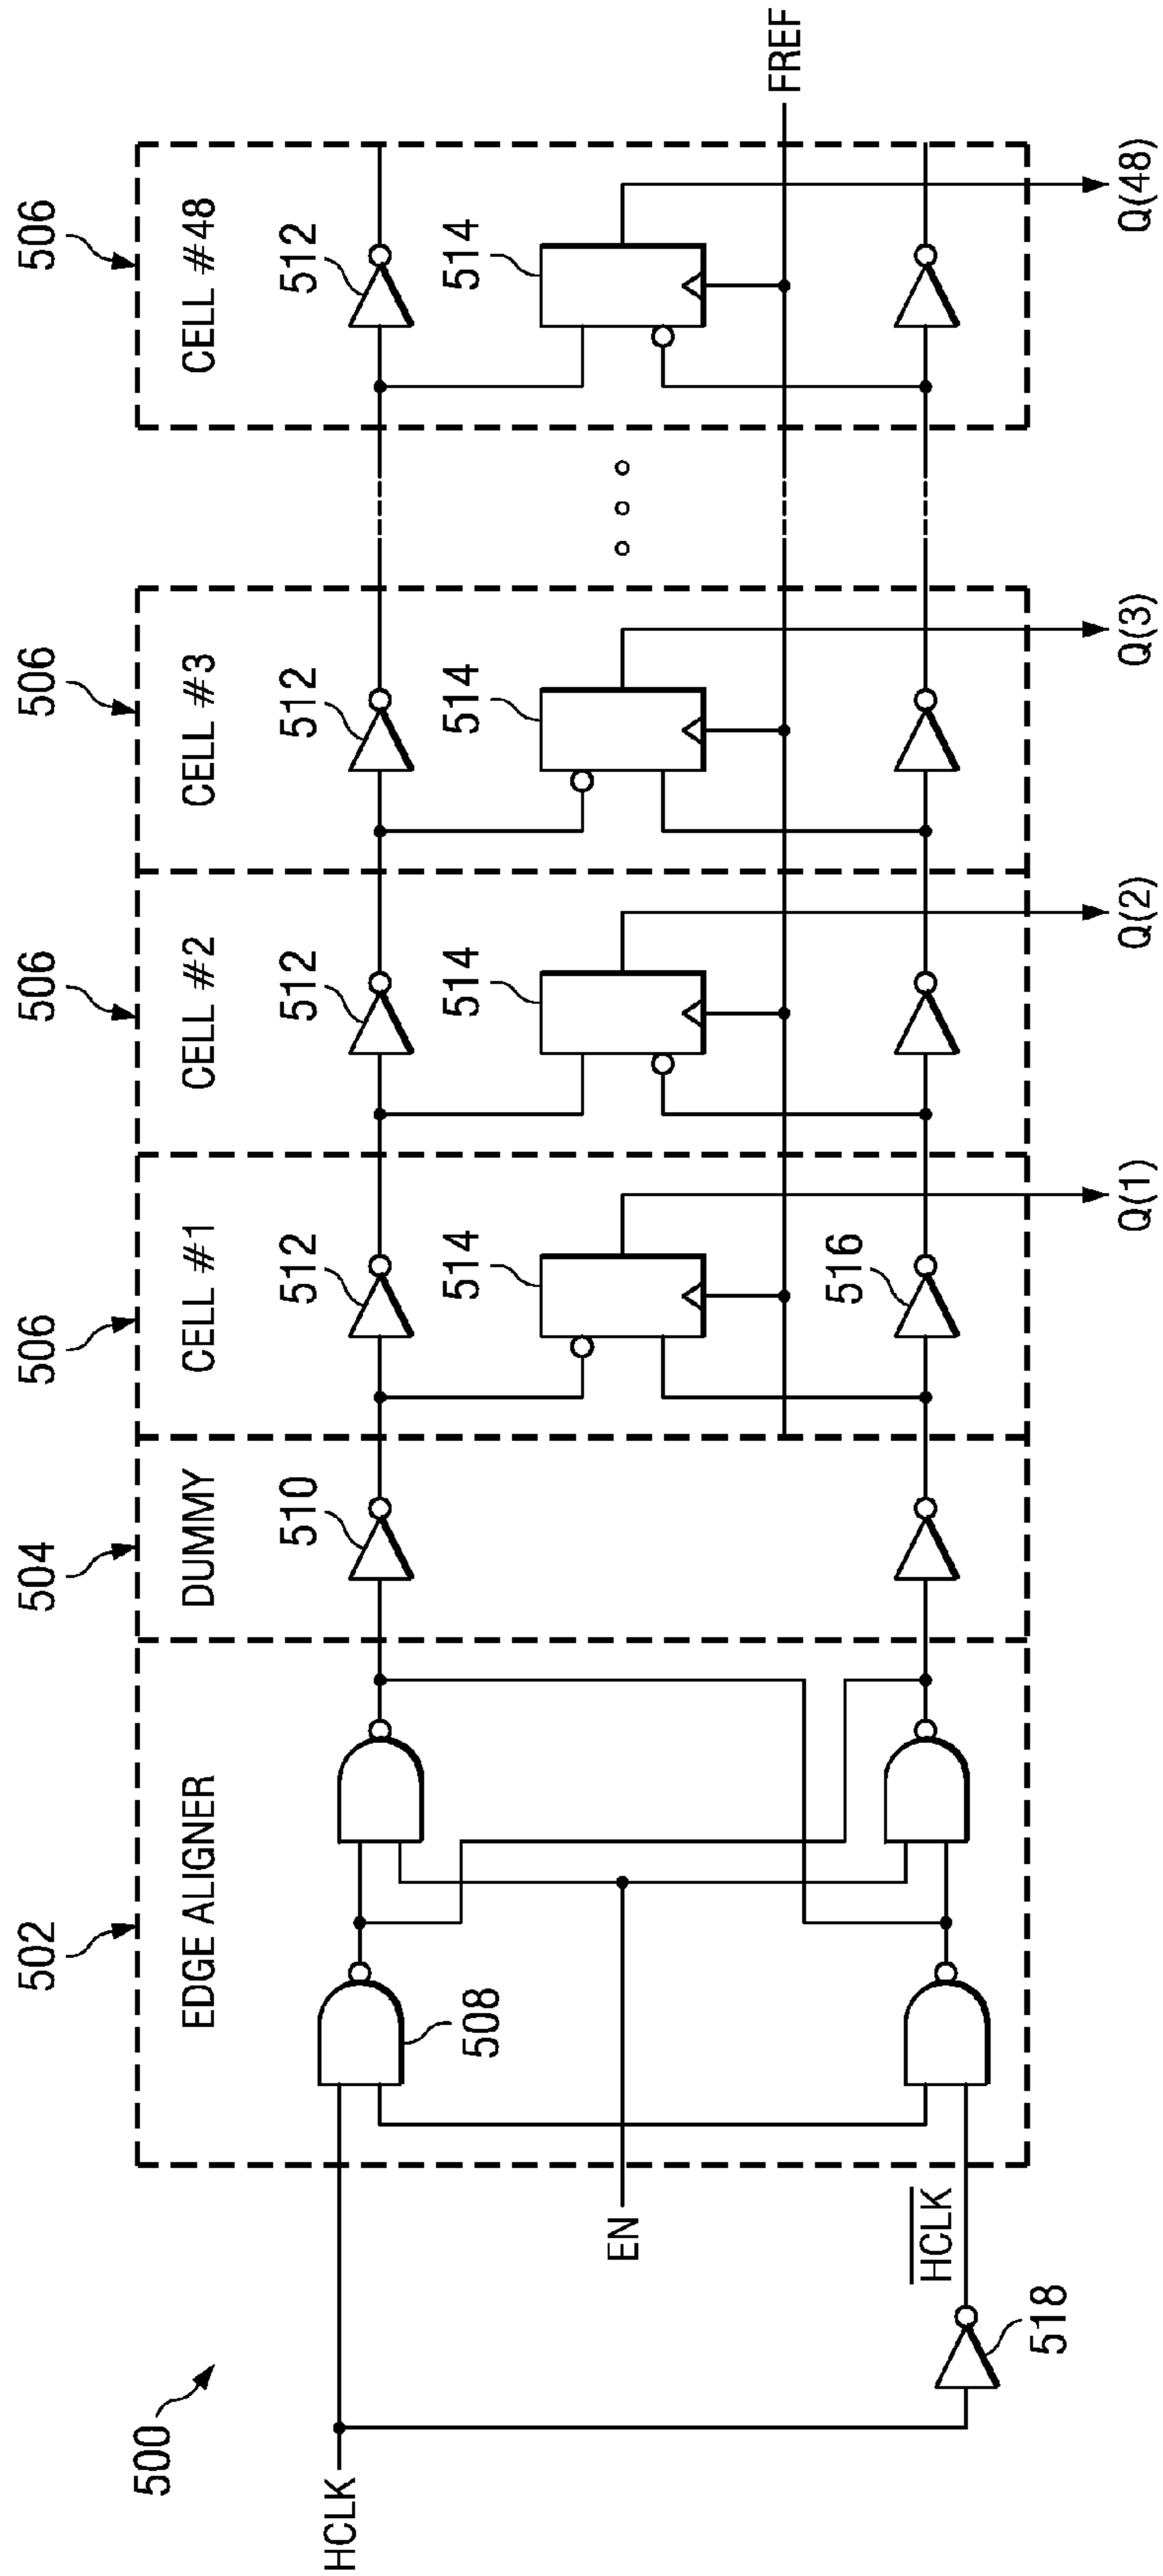 500
502
504
506
506
506
506
EDGE ALIGNER
DUMMY
CELL #1
CELL #2
CELL #3
CELL #48
508
510
512
512
512
512
514
514
514
514
516
518
HCLK
EN
HCLK
FREF
Q(1)
Q(2)
Q(3)
Q(48)